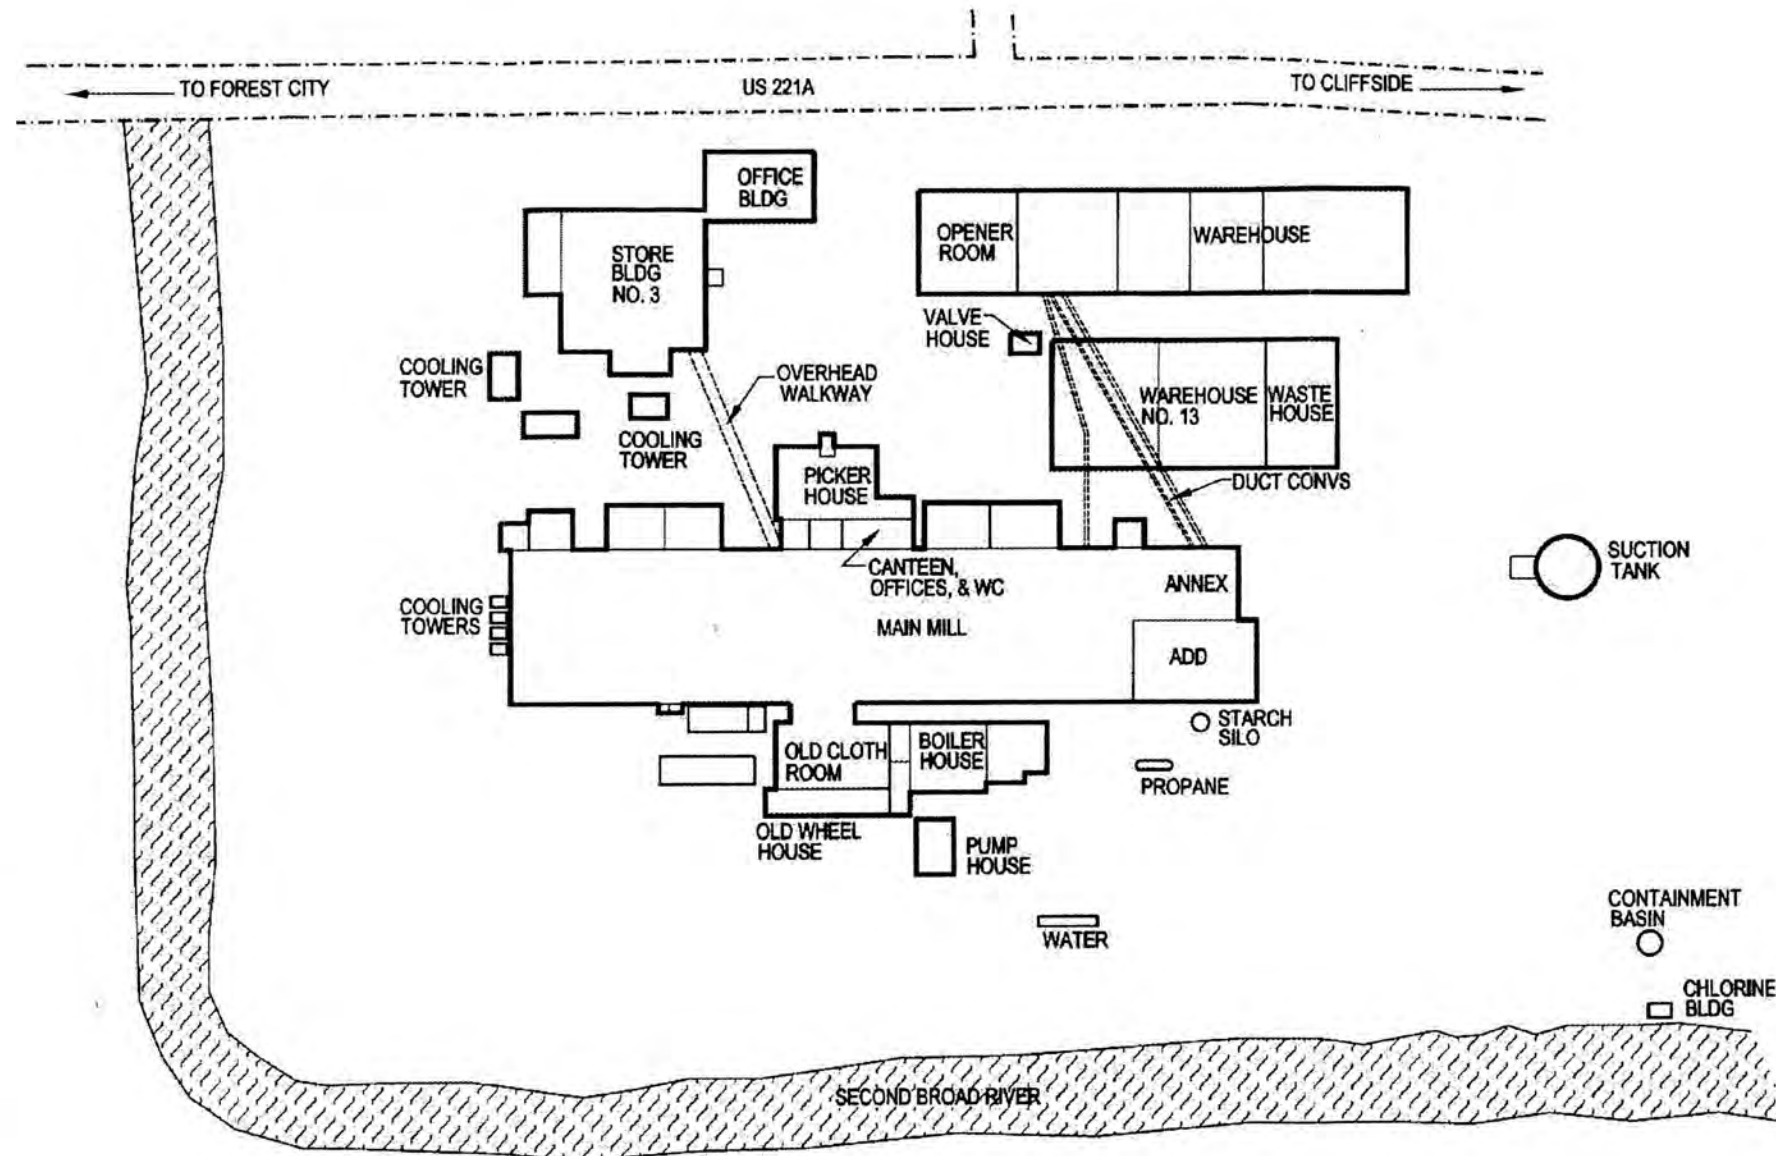 TO FOREST CITY
US 221A
TO CLIFFSIDE
OFFICE
BLDG
STORE
BLDG
NO. 3
OPENER
ROOM
WAREHOUSE
VALVE
HOUSE
COOLING
TOWER
OVERHEAD
WALKWAY
WAREHOUSE
NO. 13
WASTE
HOUSE
COOLING
TOWER
PICKER
HOUSE
DUCT CONVS
CANTEEN,
OFFICES, & WC
ANNEX
SUCTION
TANK
COOLING
TOWERS
MAIN MILL
ADD
STARCH
SILO
OLD CLOTH
ROOM
BOILER
HOUSE
PROPANE
OLD WHEEL
HOUSE
PUMP
HOUSE
WATER
CONTAINMENT
BASIN
CHLORINE
BLDG
SECOND BROAD RIVER